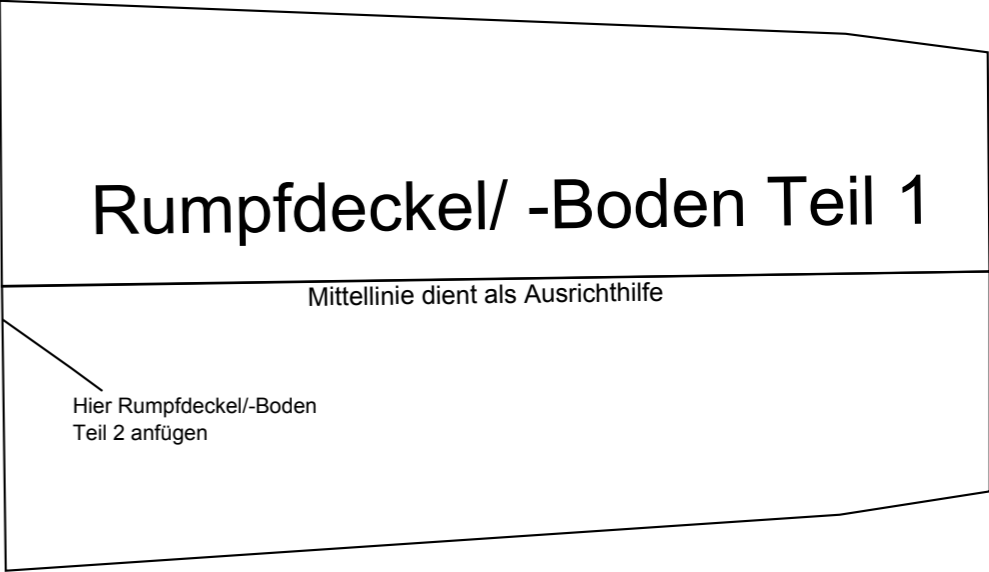 Rumpfdeckel/ -Boden Teil 1
Mittellinie dient als Ausrichthilfe
Hier Rumpfdeckel/-Boden
Teil 2 anfügen